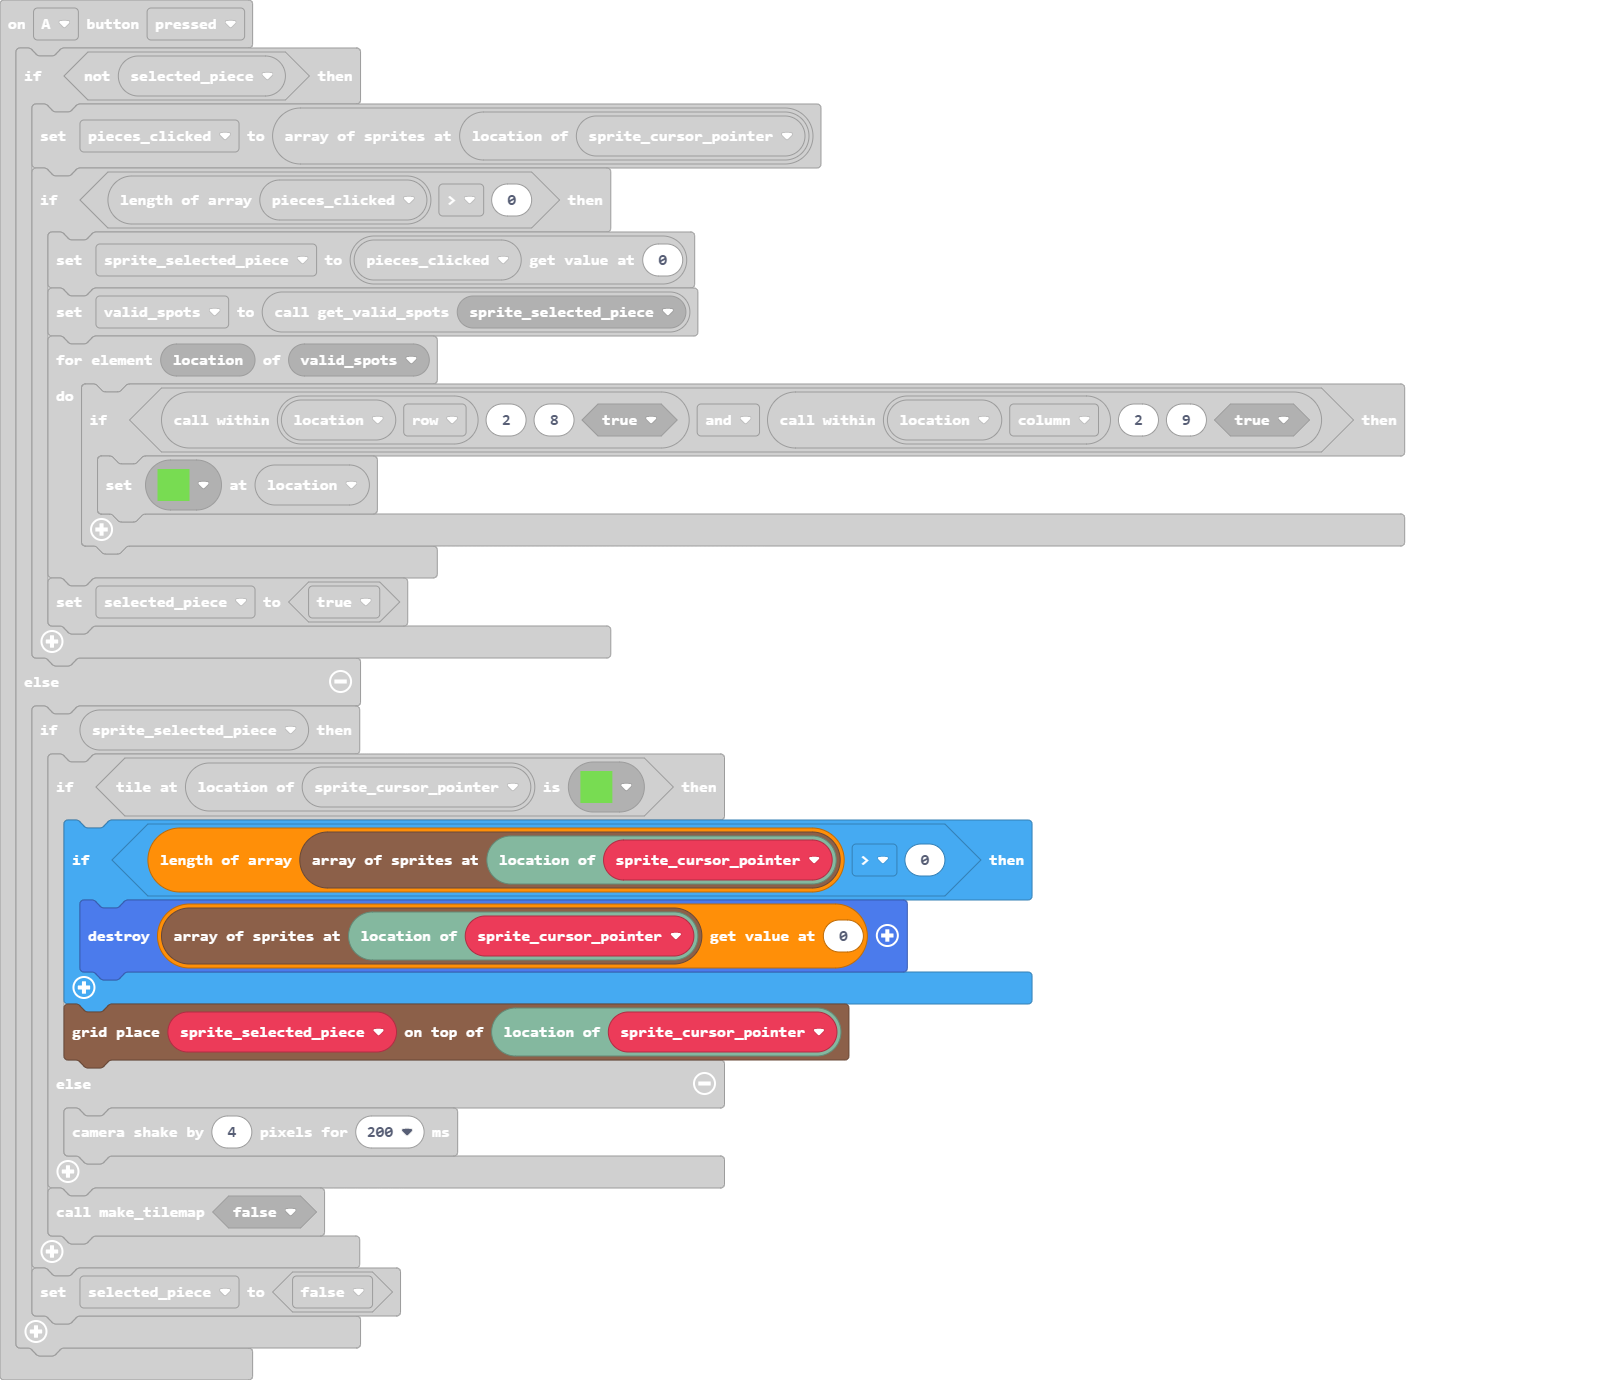 on A button pressed
if not selected_piece then
set pieces_clicked to array of sprites at location of sprite_cursor_pointer
if length of array pieces_clicked > 0 then
set sprite_selected_piece to pieces_clicked get value at 0
set valid_spots to call get_valid_spots sprite_selected_piece
for element location of valid_spots
do
if call within location row 2 8 true and call within location column 2 9 true then
set at location
set selected_piece to true
else
if sprite_selected_piece then
if tile at location of sprite_cursor_pointer is then
if length of array array of sprites at location of sprite_cursor_pointer > 0 then
destroy array of sprites at location of sprite_cursor_pointer get value at 0
grid place sprite_selected_piece on top of location of sprite_cursor_pointer
else
camera shake by 4 pixels for 200 ms
call make_tilemap false
set selected_piece to false